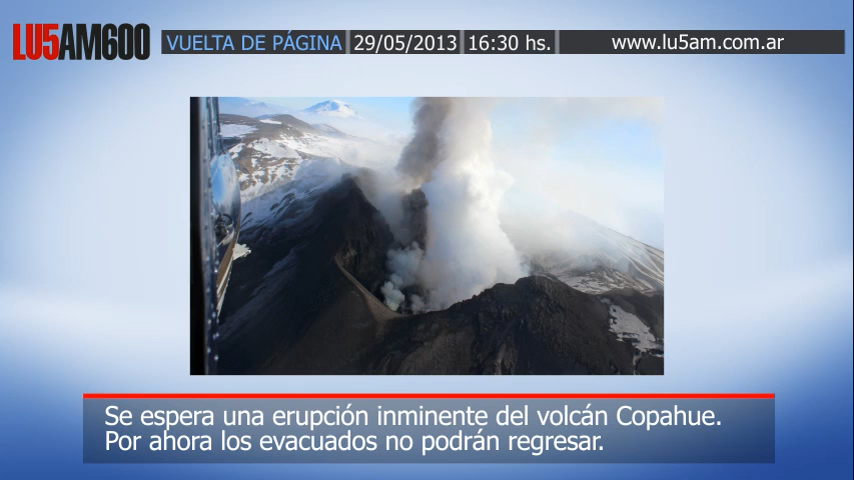 LU5AM600 VUELTA DE PÁGINA 29/05/2013 16:30 hs. www.lu5am.com.ar
Se espera una erupción inminente del volcán Copahue.
Por ahora los evacuados no podrán regresar.